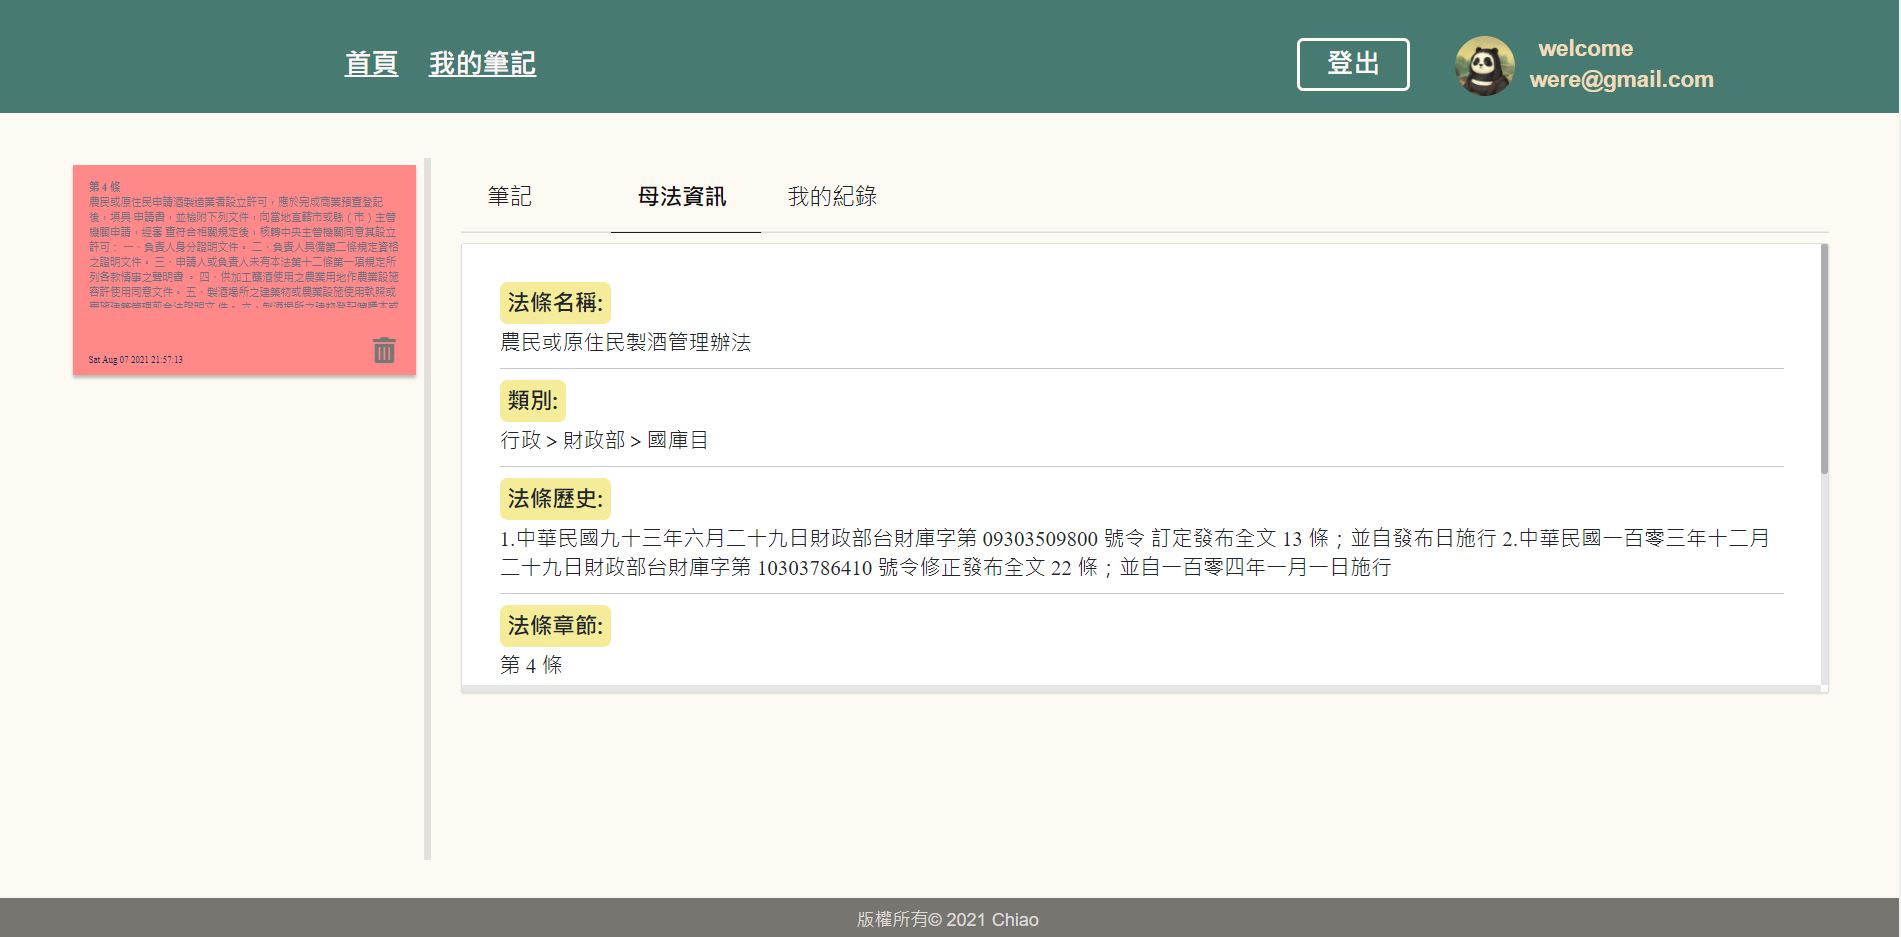 首頁 我的筆記 登出 welcome
were@gmail.com
第 4 條
農民或原住民申請酒製造業者設立許可，應於完成商業預查登記
後，填具 申請書，並檢附下列文件，向當地直轄市或縣（市）主管
機關申請，經審 查符合相關規定後，核轉中央主管機關同意其設立
許可： 一、負責人身分證明文件。 二、負責人具備第二條規定資格
之證明文件。 三、申請人或負責人未有本法第十二條第一項規定所
列各款情事之聲明書 。 四、供加工釀酒使用之農業用地作農業設施
容許使用同意文件。 五、製酒場所之建築物或農業設施使用執照或
Sat Aug 07 2021 21:57:13
筆記 母法資訊 我的紀錄
法條名稱:
農民或原住民製酒管理辦法
類別:
行政 > 財政部 > 國庫目
法條歷史:
1.中華民國九十三年六月二十九日財政部台財庫字第 09303509800 號令 訂定發布全文 13 條；並自發布日施行 2.中華民國一百零三年十二月
二十九日財政部台財庫字第 10303786410 號令修正發布全文 22 條；並自一百零四年一月一日施行
法條章節:
第 4 條
版權所有© 2021 Chiao